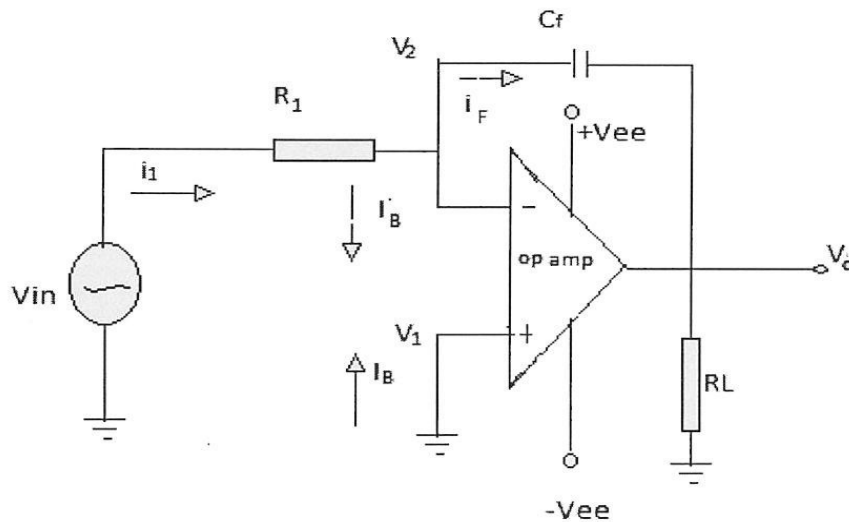 Cf
V2
R1
iF
+Vee
i1
I'B
-
op amp
Vin
V1
+
IB
RL
-Vee